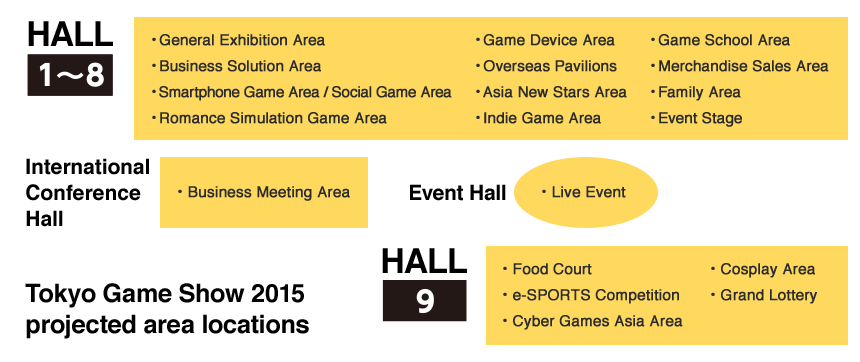 HALL
1～8
・General Exhibition Area
・Business Solution Area
・Smartphone Game Area / Social Game Area
・Romance Simulation Game Area
・Game Device Area
・Overseas Pavilions
・Asia New Stars Area
・Indie Game Area
・Game School Area
・Merchandise Sales Area
・Family Area
・Event Stage
International
Conference
Hall
・Business Meeting Area
Event Hall
・Live Event
HALL
9
・Food Court
・e-SPORTS Competition
・Cyber Games Asia Area
・Cosplay Area
・Grand Lottery
Tokyo Game Show 2015
projected area locations